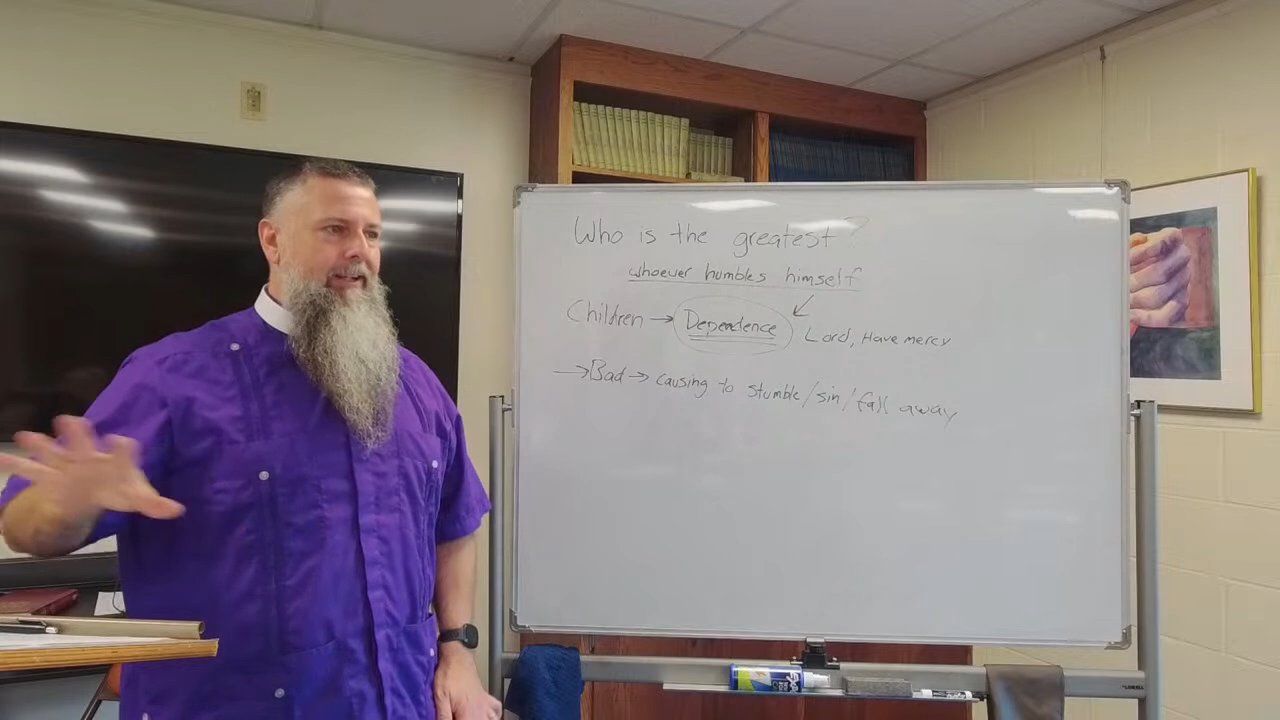 Who is the greatest?
whoever humbles himself
Children → Dependence
Lord, Have mercy
→ Bad → causing to stumble/sin/fall away
EXPO